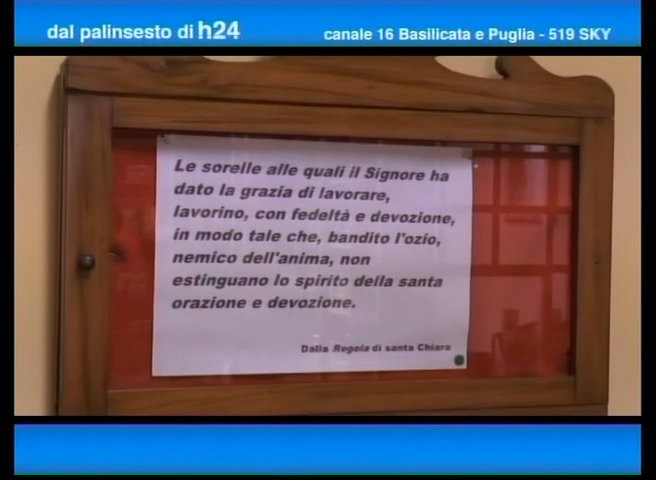 dal palinsesto di h24
canale 16 Basilicata e Puglia - 519 SKY
Le sorelle alle quali il Signore ha
dato la grazia di lavorare,
lavorino, con fedeltà e devozione,
in modo tale che, bandito l'ozio,
nemico dell'anima, non
estinguano lo spirito della santa
orazione e devozione.
Dalla Regola di santa Chiara